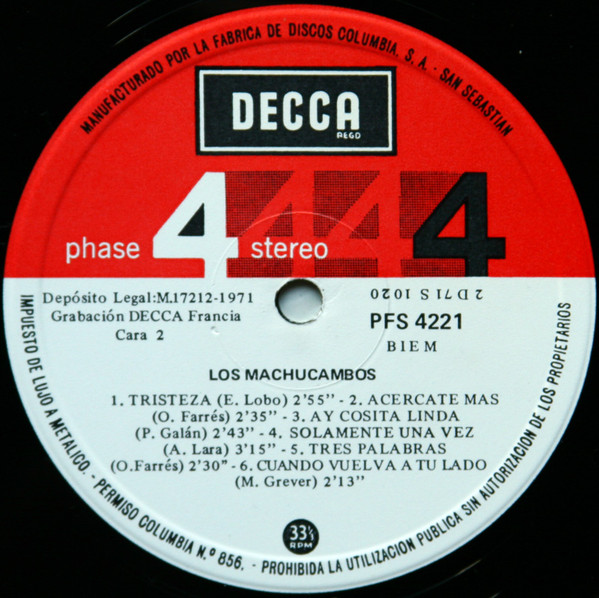 MANUFACTURADO POR LA FABRICA DE DISCOS COLUMBIA, S. A. - SAN SEBASTIAN
DECCA
REGD
phase 4 stereo 4 4 4
Depósito Legal:M.17212-1971
Grabación DECCA Francia
Cara 2
2D71S 1020
PFS 4221
BIEM
LOS MACHUCAMBOS
1. TRISTEZA (E. Lobo) 2'55" - 2. ACERCATE MAS
(O. Farrés) 2'35" - 3. AY COSITA LINDA
(P. Galán) 2'43" - 4. SOLAMENTE UNA VEZ
(A. Lara) 3'15" - 5. TRES PALABRAS
(O.Farrés) 2'30" - 6. CUANDO VUELVA A TU LADO
(M. Grever) 2'13"
33⅓
RPM
IMPUESTO DE LUJO A METALICO. - PERMISO COLUMBIA N.º 856. - PROHIBIDA LA UTILIZACION PUBLICA SIN AUTORIZACION DE LOS PROPIETARIOS